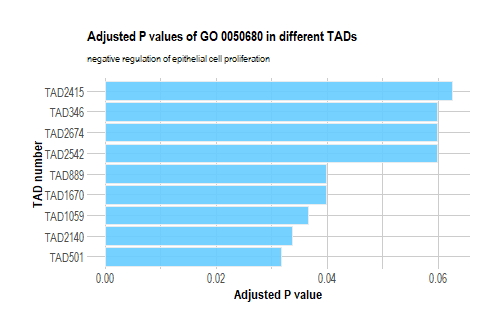 Adjusted P values of GO 0050680 in different TADs
negative regulation of epithelial cell proliferation
TAD number
TAD2415
TAD346
TAD2674
TAD2542
TAD889
TAD1670
TAD1059
TAD2140
TAD501
0.00 0.02 0.04 0.06
Adjusted P value